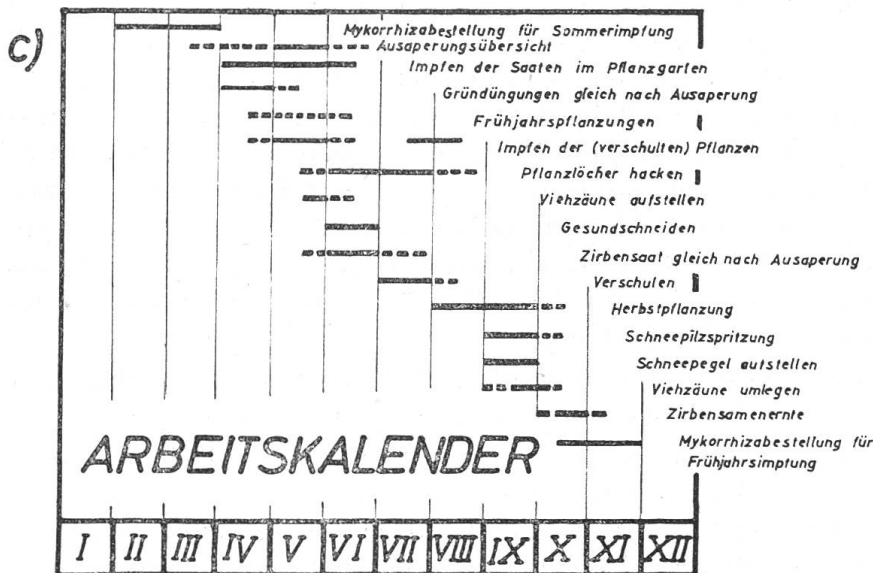 c)
Mykorrhizabestellung für Sommerimpfung
Ausaperungsübersicht
Impfen der Saaten im Pflanzgarten
Gründüngungen gleich nach Ausaperung
Frühjahrspflanzungen
Impfen der (verschulten) Pflanzen
Pflanzlöcher hacken
Viehzäune aufstellen
Gesundschneiden
Zirbensaat gleich nach Ausaperung
Verschulen
Herbstpflanzung
Schneepilzspritzung
Schneepegel aufstellen
Viehzäune umlegen
Zirbensamenernte
Mykorrhizabestellung für
Frühjahrsimpfung
ARBEITSKALENDER
I II III IV V VI VII VIII IX X XI XII